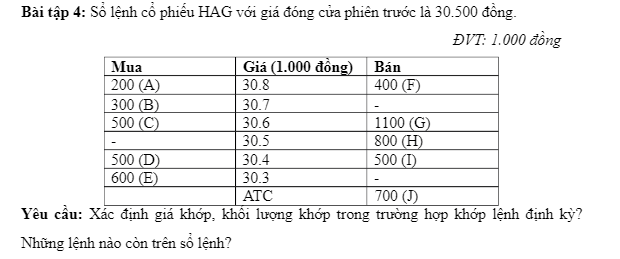 Bài tập 4: Sổ lệnh cổ phiếu HAG với giá đóng cửa phiên trước là 30.500 đồng.
ĐVT: 1.000 đồng
Mua Giá (1.000 đồng) Bán
200 (A) 30.8 400 (F)
300 (B) 30.7 -
500 (C) 30.6 1100 (G)
- 30.5 800 (H)
500 (D) 30.4 500 (I)
600 (E) 30.3 -
ATC 700 (J)
Yêu cầu: Xác định giá khớp, khối lượng khớp trong trường hợp khớp lệnh định kỳ?
Những lệnh nào còn trên sổ lệnh?